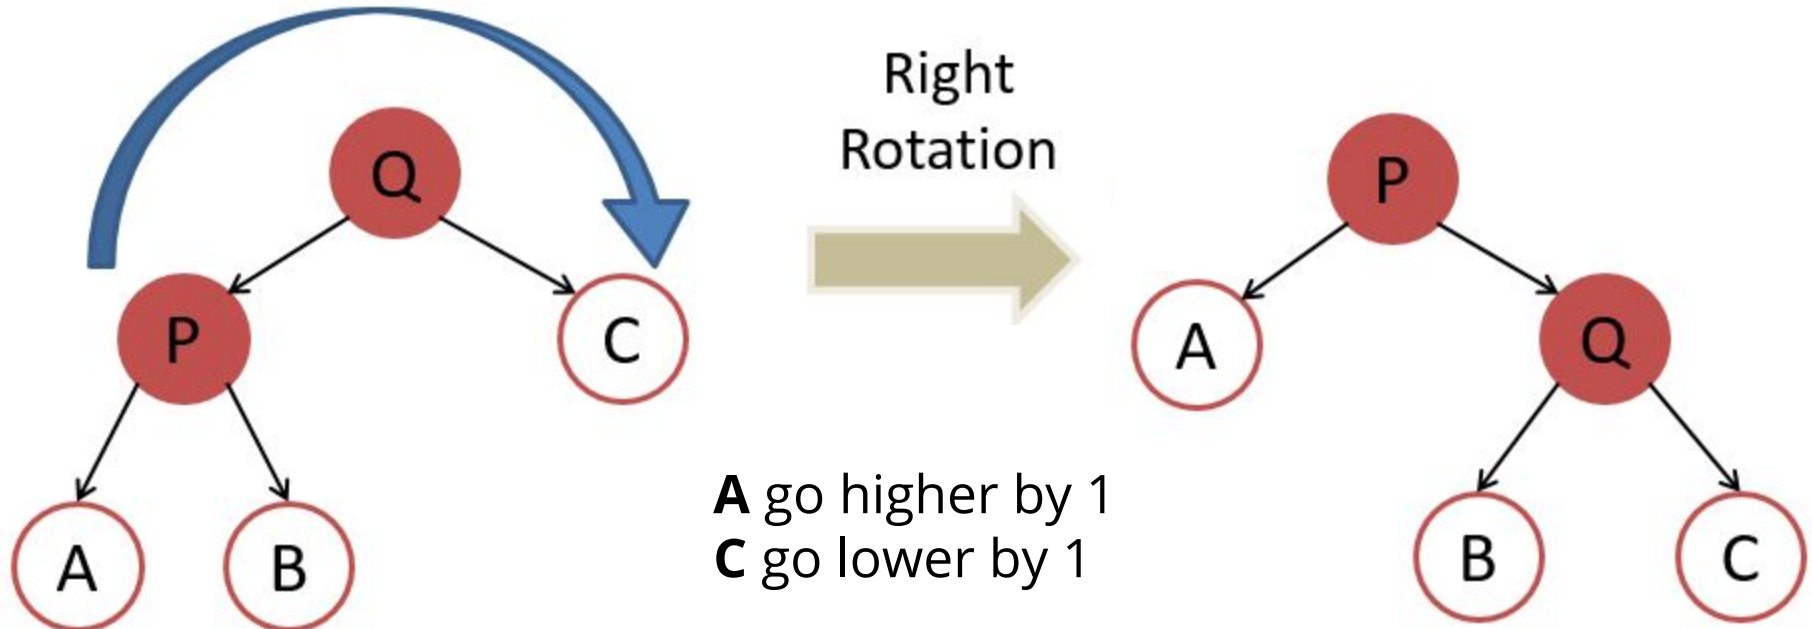 Right
Rotation
Q
P
C
A
B
P
A
Q
B
C
A go higher by 1
C go lower by 1